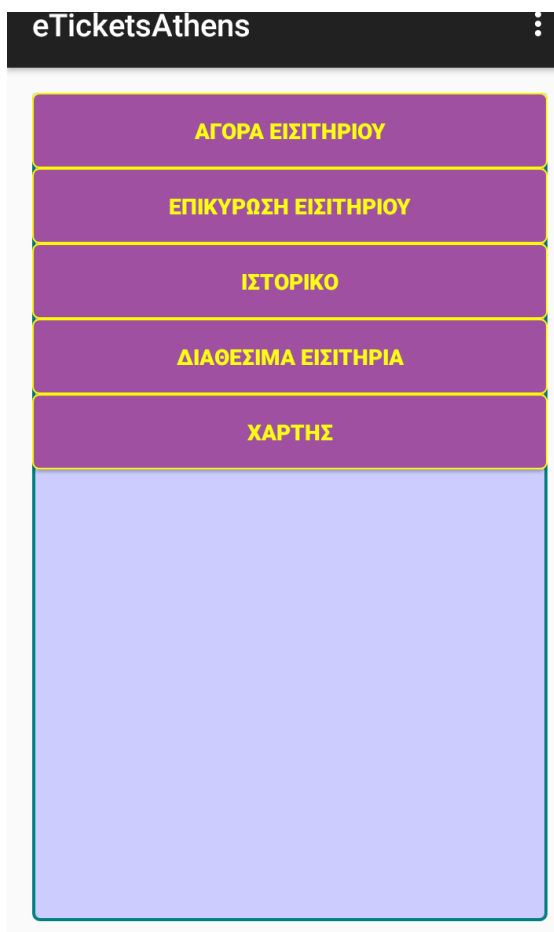 eTicketsAthens
ΑΓΟΡΑ ΕΙΣΙΤΗΡΙΟΥ
ΕΠΙΚΥΡΩΣΗ ΕΙΣΙΤΗΡΙΟΥ
ΙΣΤΟΡΙΚΟ
ΔΙΑΘΕΣΙΜΑ ΕΙΣΙΤΗΡΙΑ
ΧΑΡΤΗΣ